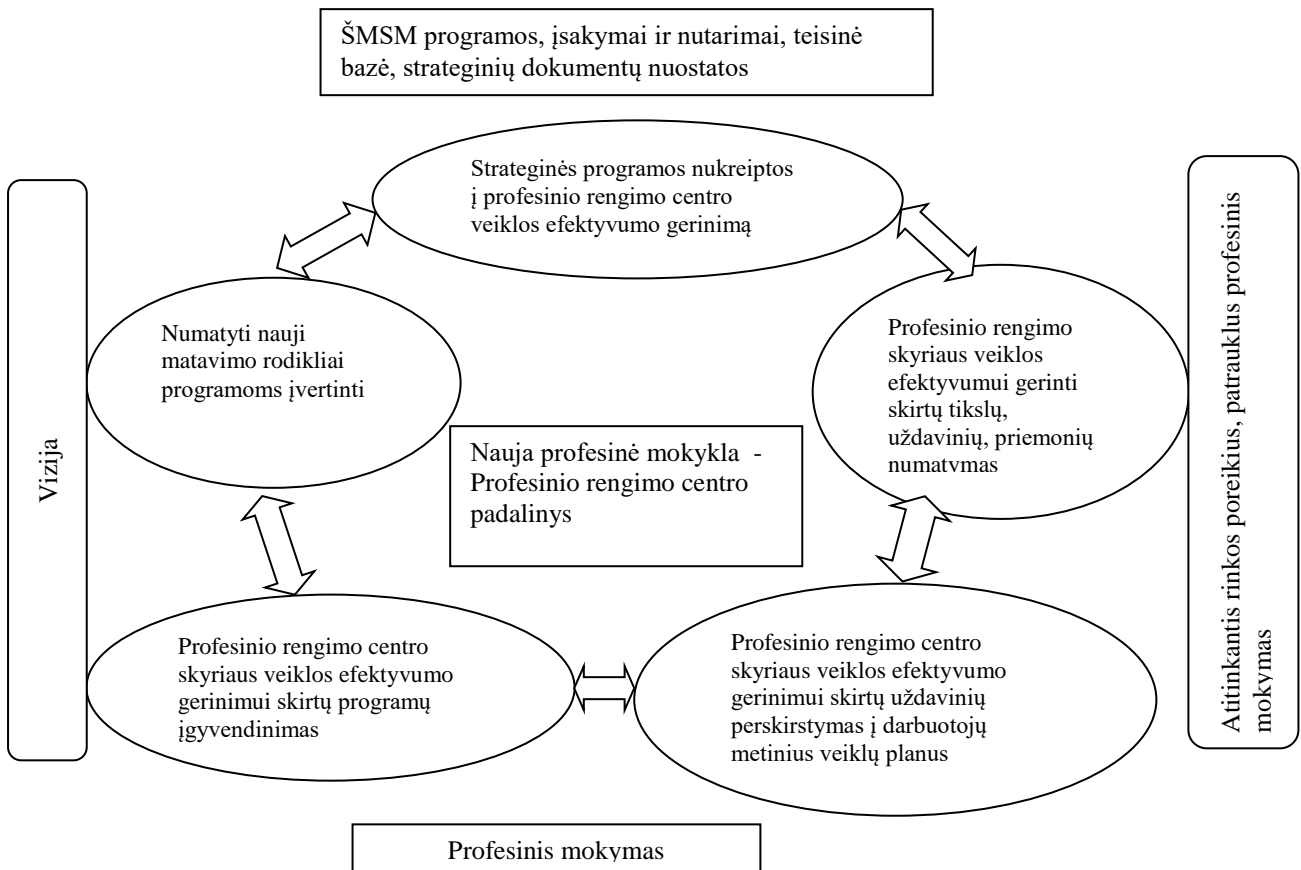 ŠMSM programos, įsakymai ir nutarimai, teisinė
bazė, strateginių dokumentų nuostatos
Strateginės programos nukreiptos
į profesinio rengimo centro
veiklos efektyvumo gerinimą
Vizija
Numatyti nauji
matavimo rodikliai
programoms įvertinti
Profesinio rengimo
skyriaus veiklos
efektyvumui gerinti
skirtų tikslų,
uždavinių, priemonių
numatymas
Atitinkantis rinkos poreikius, patrauklus profesinis
mokymas
Nauja profesinė mokykla -
Profesinio rengimo centro
padalinys
Profesinio rengimo centro
skyriaus veiklos efektyvumo
gerinimui skirtų programų
įgyvendinimas
Profesinio rengimo centro
skyriaus veiklos efektyvumo
gerinimui skirtų uždavinių
perskirstymas į darbuotojų
metinius veiklų planus
Profesinis mokymas